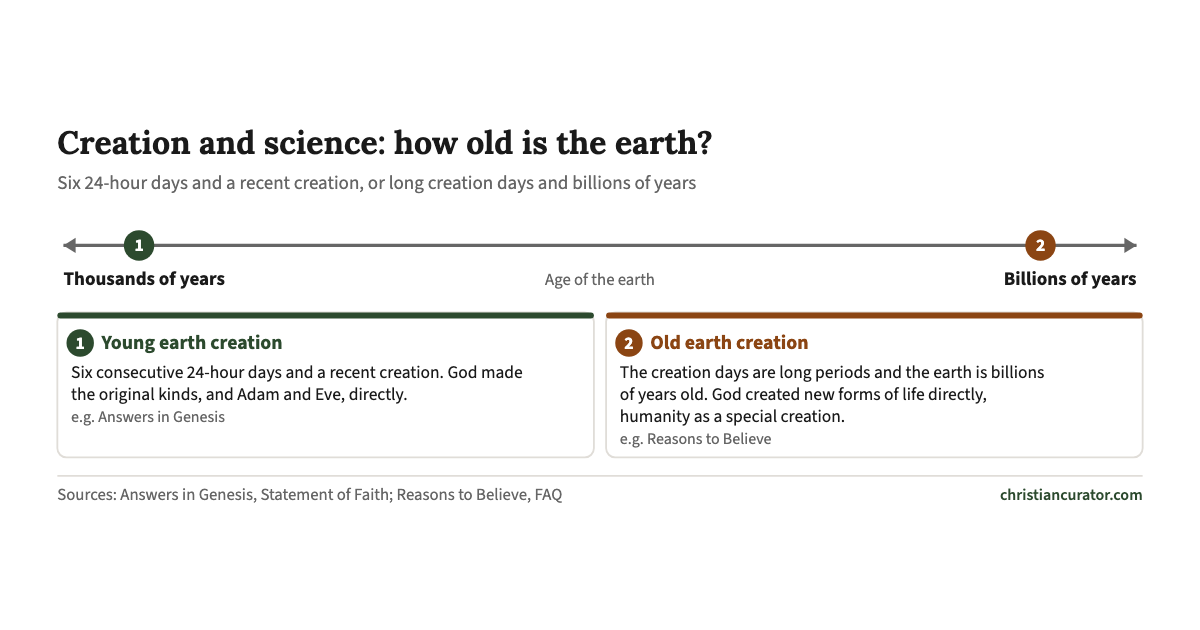 Creation and science: how old is the earth?
Six 24-hour days and a recent creation, or long creation days and billions of years
1
2
Thousands of years
Age of the earth
Billions of years
1 Young earth creation
Six consecutive 24-hour days and a recent creation. God made
the original kinds, and Adam and Eve, directly.
e.g. Answers in Genesis
2 Old earth creation
The creation days are long periods and the earth is billions
of years old. God created new forms of life directly,
humanity as a special creation.
e.g. Reasons to Believe
Sources: Answers in Genesis, Statement of Faith; Reasons to Believe, FAQ
christiancurator.com